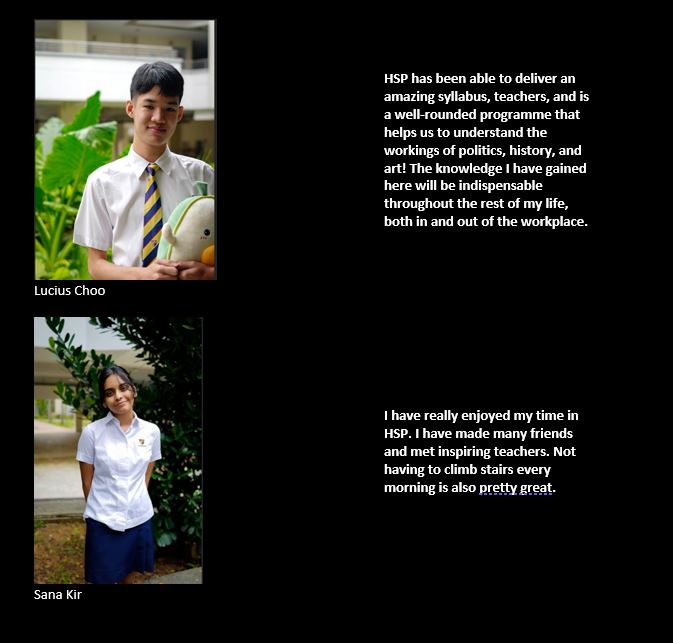 HSP has been able to deliver an
amazing syllabus, teachers, and is
a well-rounded programme that
helps us to understand the
workings of politics, history, and
art! The knowledge I have gained
here will be indispensable
throughout the rest of my life,
both in and out of the workplace.
Lucius Choo
I have really enjoyed my time in
HSP. I have made many friends
and met inspiring teachers. Not
having to climb stairs every
morning is also pretty great.
Sana Kir